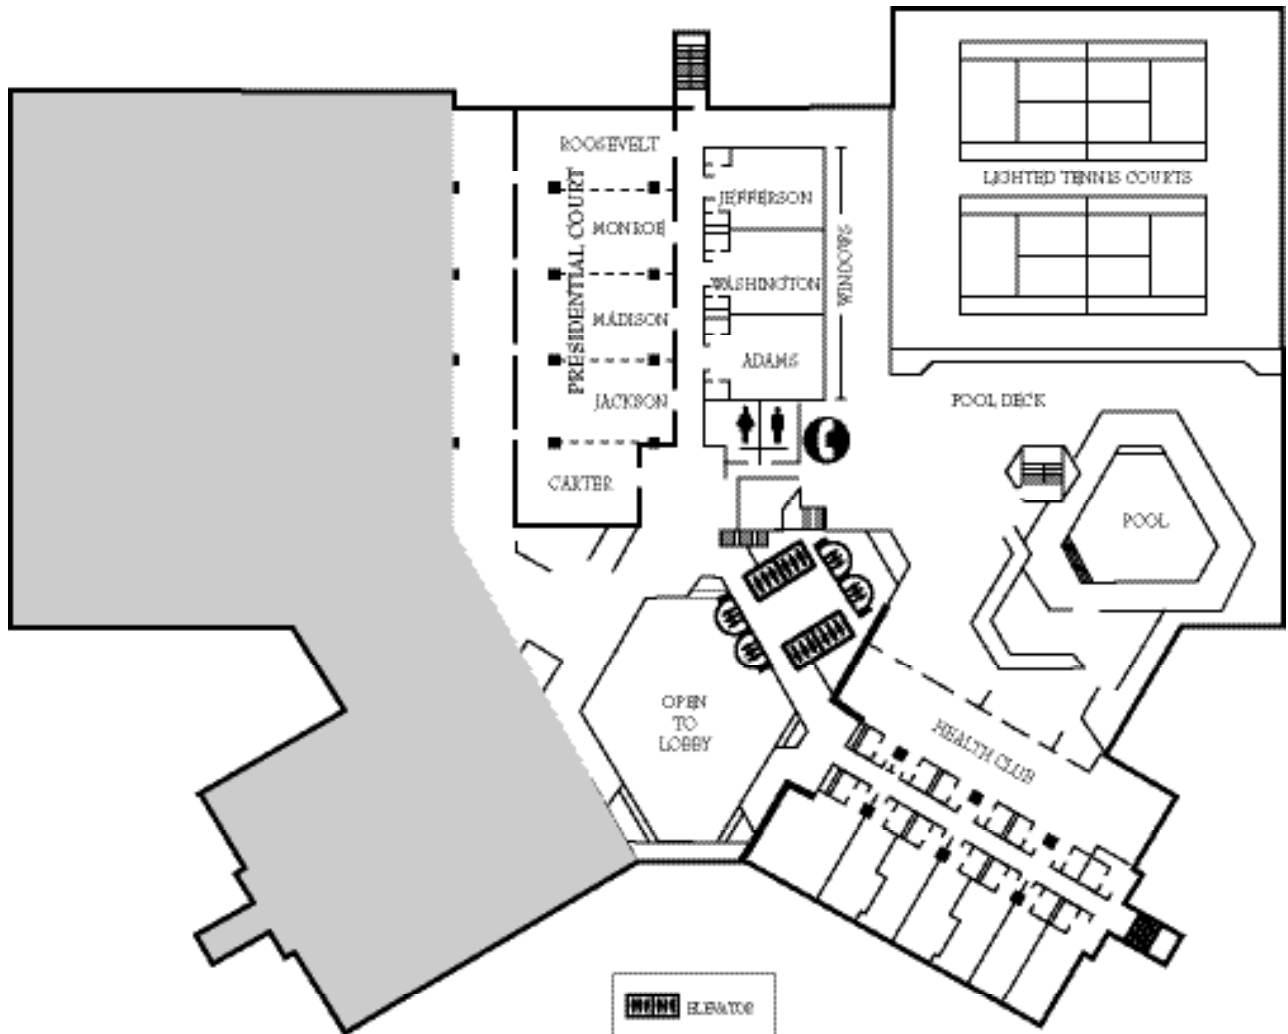 ROOSEVELT
LIGHTED TENNIS COURTS
JEFFERSON
MONROE
PRESIDENTIAL COURT
WINDOWS
WASHINGTON
MADISON
ADAMS
JACKSON
POOL DECK
CARTER
POOL
OPEN
TO
LOBBY
HEALTH CLUB
ELEVATOR